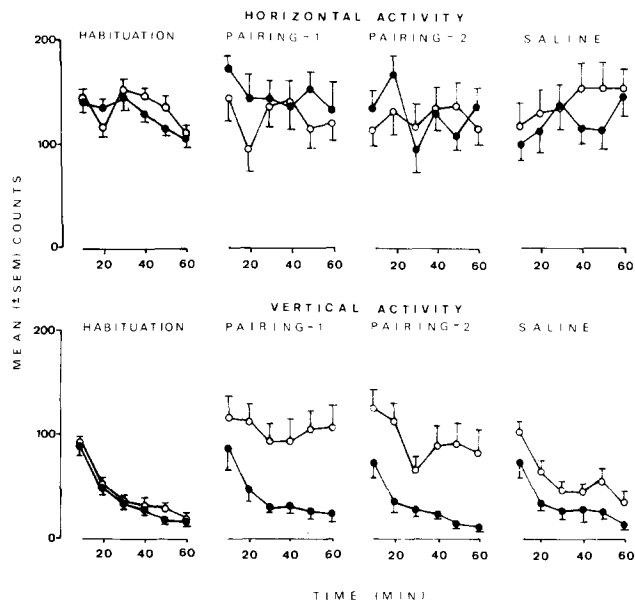 HORIZONTAL ACTIVITY
HABITUATION PAIRING-1 PAIRING-2 SALINE
200
100
0
20 40 60 20 40 60 20 40 60 20 40 60
MEAN (±SEM) COUNTS
VERTICAL ACTIVITY
HABITUATION PAIRING-1 PAIRING-2 SALINE
200
100
0
20 40 60 20 40 60 20 40 60 20 40 60
TIME (MIN)